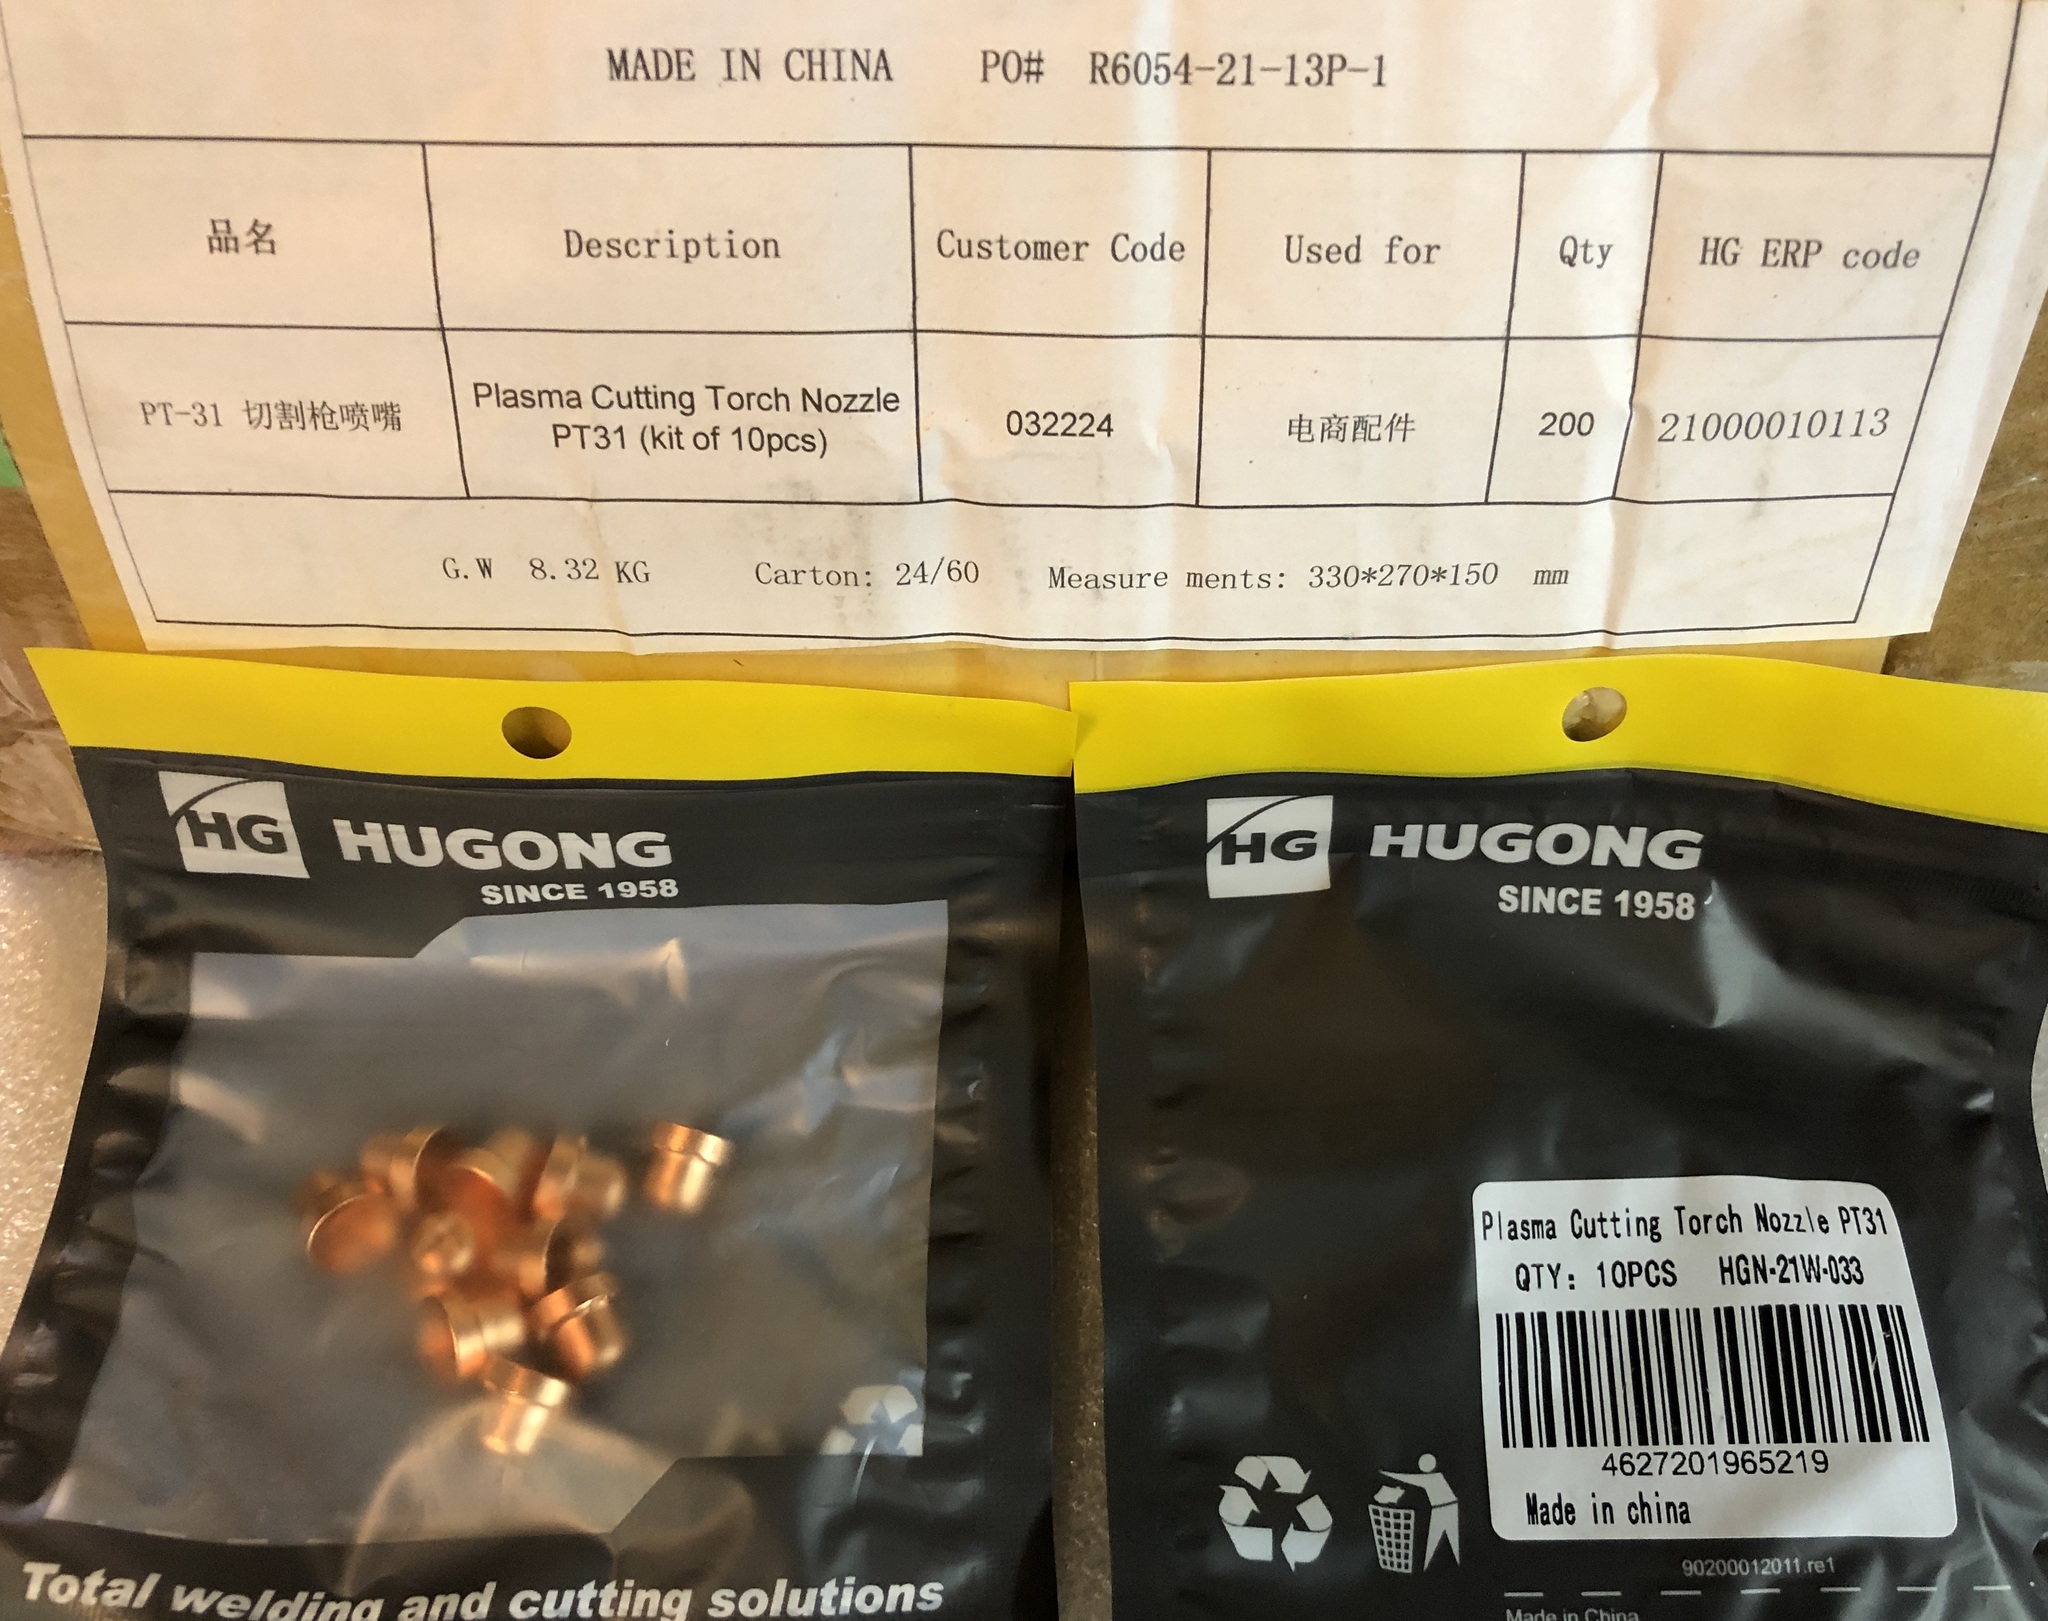 MADE IN CHINA PO# R6054-21-13P-1
品名 Description Customer Code Used for Qty HG ERP code
PT-31 切割枪喷嘴 Plasma Cutting Torch Nozzle PT31 (kit of 10pcs) 032224 电商配件 200 21000010113
G.W 8.32 KG Carton: 24/60 Measure ments: 330*270*150 mm
HG HUGONG
SINCE 1958
Total welding and cutting solutions
HG HUGONG
SINCE 1958
Plasma Cutting Torch Nozzle PT31
QTY: 10PCS HGN-21W-033
4627201965219
Made in china
90200012011.re1
Made in China